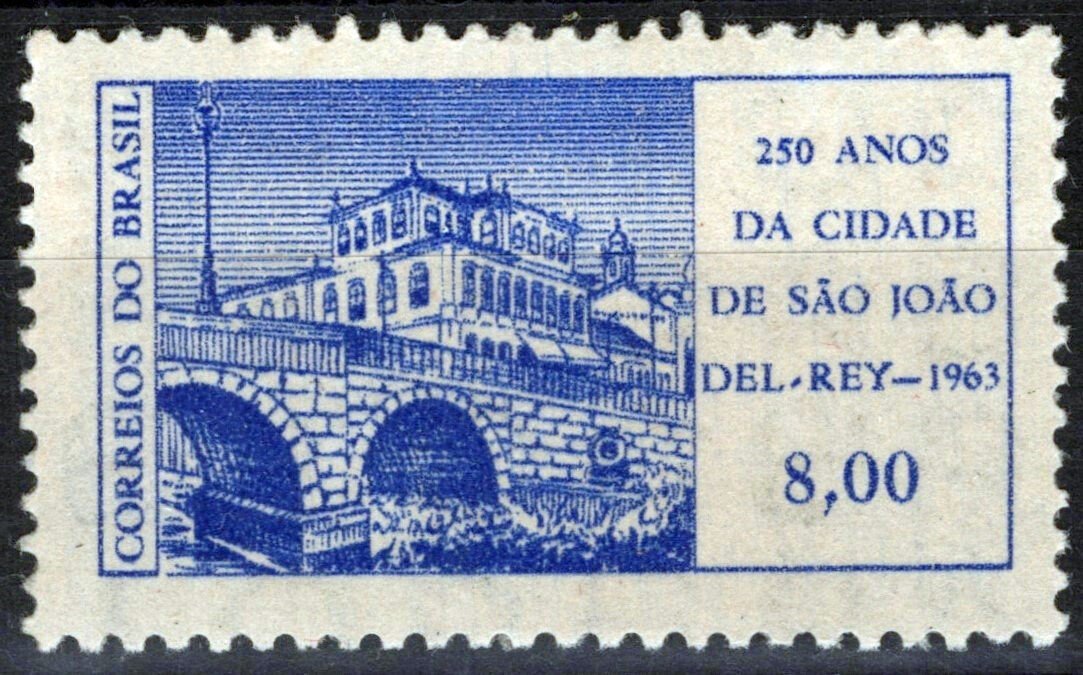 CORREIOS DO BRASIL
250 ANOS
DA CIDADE
DE SÃO JOÃO
DEL-REY-1963
8,00